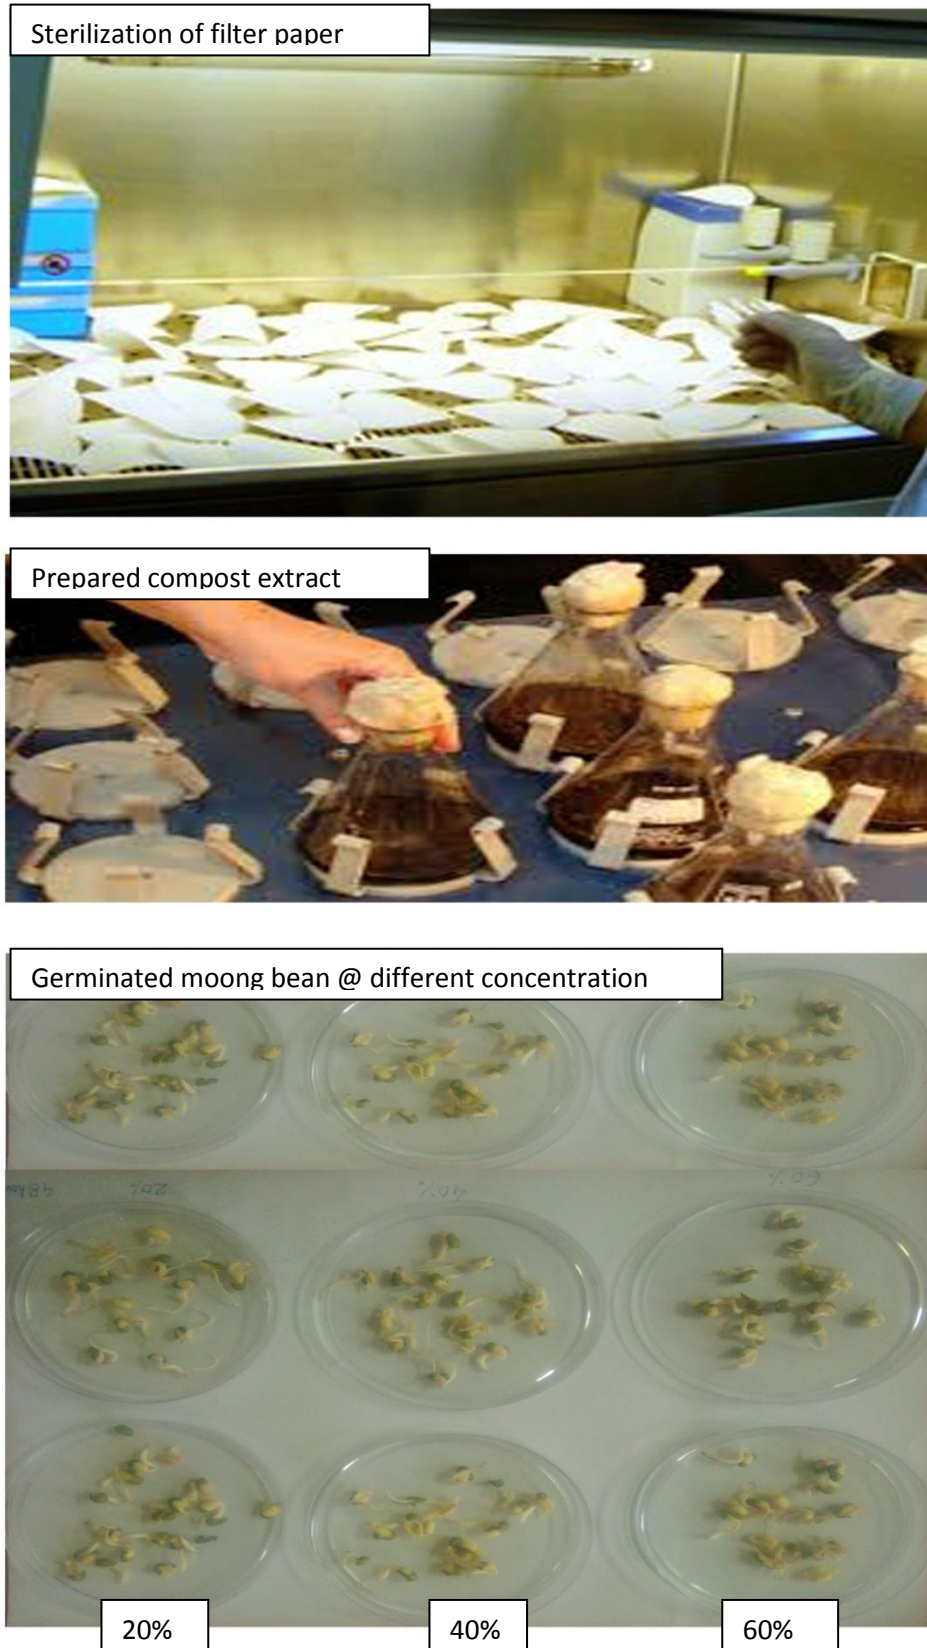 Sterilization of filter paper
Prepared compost extract
Germinated moong bean @ different concentration
20%
40%
60%
20%
40%
60%